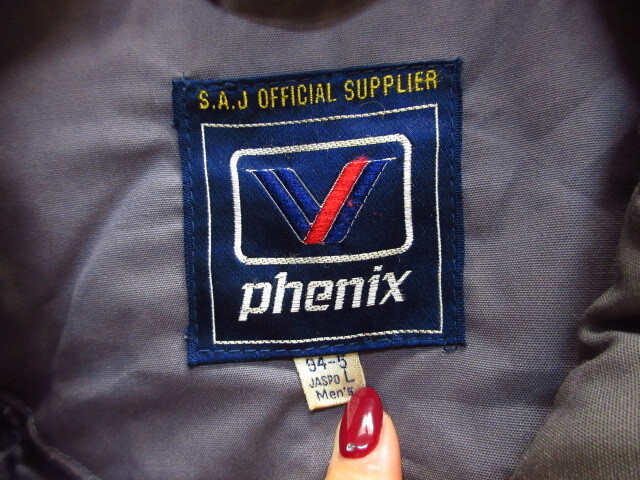 S.A.J OFFICIAL SUPPLIER
phenix
94-5
JASPO L
Men's